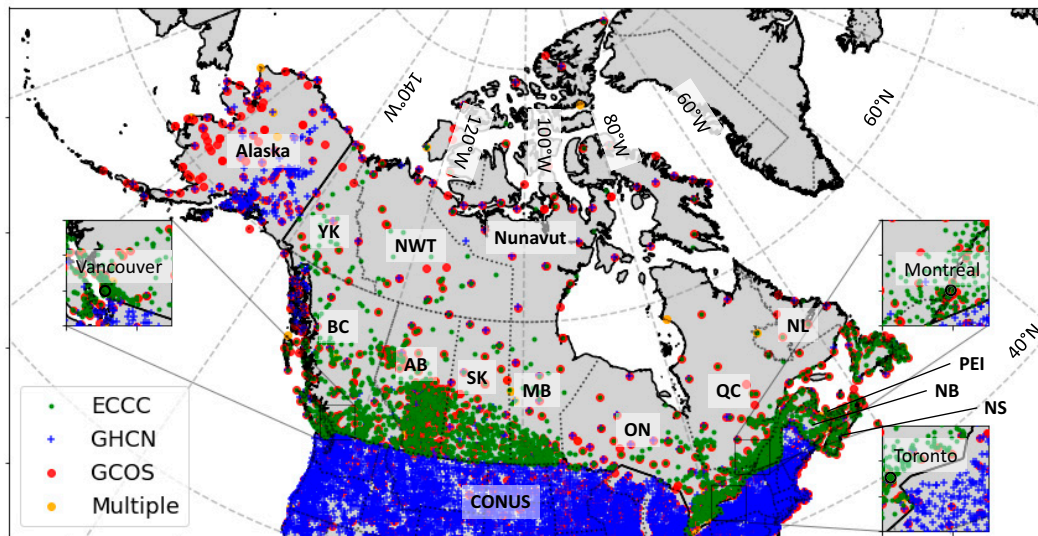 140°W
120°W
100°W
80°W
60°W
60°N
40°N
Alaska
YK
NWT
Nunavut
Vancouver
Montréal
BC
AB
SK
MB
ON
QC
NL
PEI
NB
NS
Toronto
CONUS
ECCC
GHCN
GCOS
Multiple